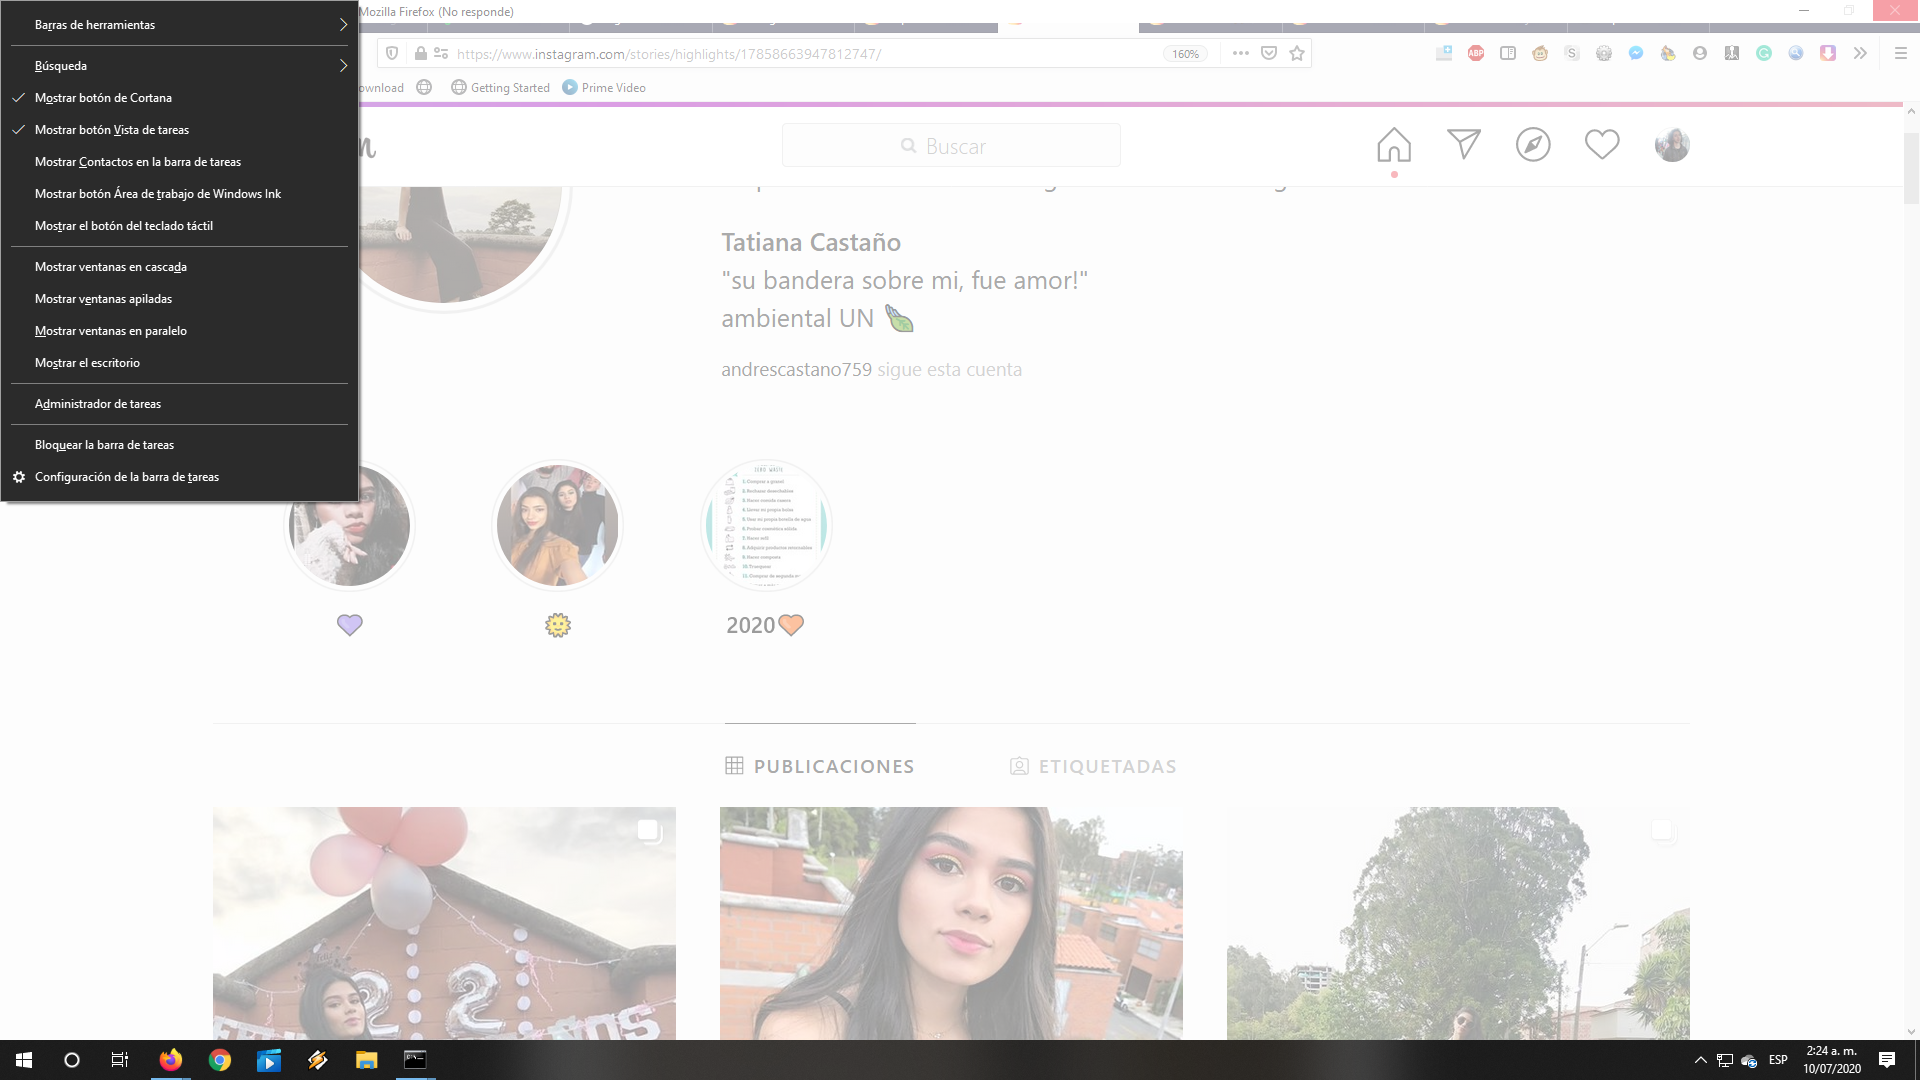 Mozilla Firefox (No responde)
Barras de herramientas
Búsqueda
Mostrar botón de Cortana
Mostrar botón Vista de tareas
Mostrar Contactos en la barra de tareas
Mostrar botón Área de trabajo de Windows Ink
Mostrar el botón del teclado táctil
Mostrar ventanas en cascada
Mostrar ventanas apiladas
Mostrar ventanas en paralelo
Mostrar el escritorio
Administrador de tareas
Bloquear la barra de tareas
Configuración de la barra de tareas
https://www.instagram.com/stories/highlights/17858663947812747/
160%
ABP
ownload
Getting Started
Prime Video
Buscar
Tatiana Castaño
"su bandera sobre mi, fue amor!"
ambiental UN
andrescastano759 sigue esta cuenta
ZERO WASTE
2020
PUBLICACIONES
ETIQUETADAS
22
ESP
2:24 a. m.
10/07/2020